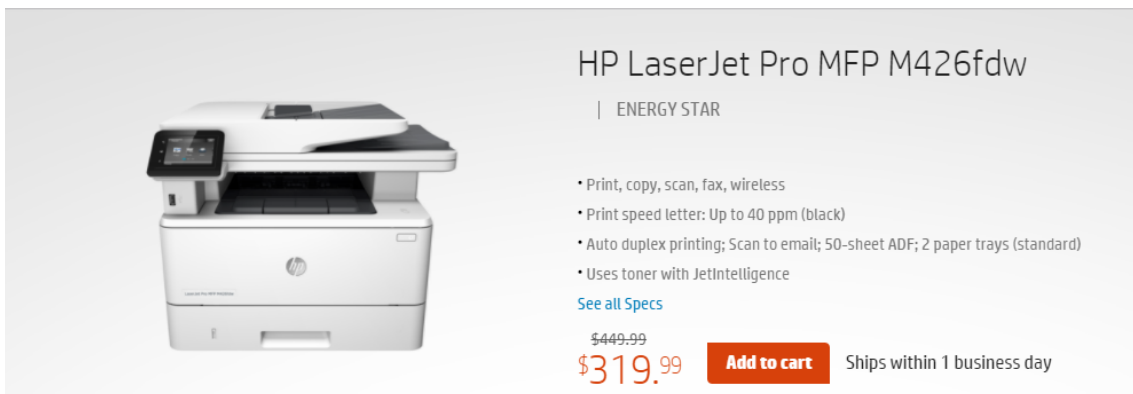 HP LaserJet Pro MFP M426fdw
| ENERGY STAR
• Print, copy, scan, fax, wireless
• Print speed letter: Up to 40 ppm (black)
• Auto duplex printing; Scan to email; 50-sheet ADF; 2 paper trays (standard)
• Uses toner with JetIntelligence
See all Specs
$449.99
$319.99 Add to cart Ships within 1 business day
hp